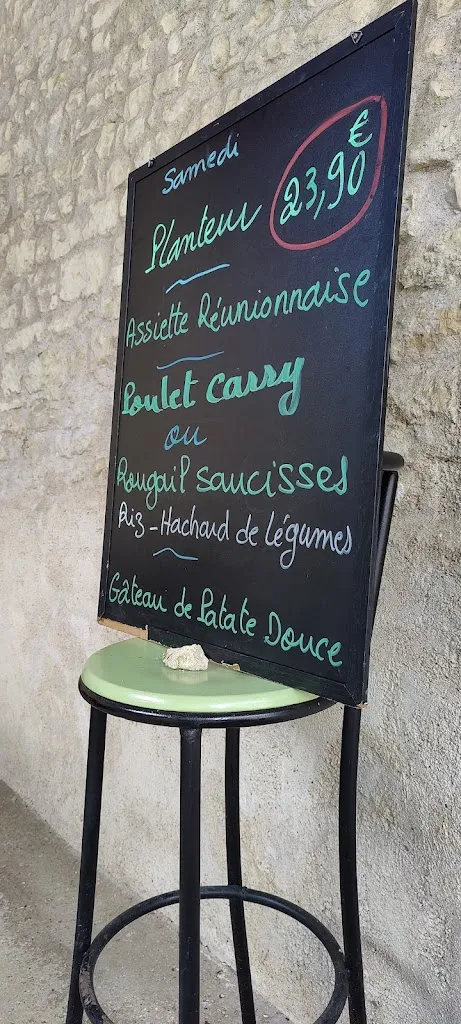 Samedi
23,90 €
Planteur
Assiette Réunionnaise
Poulet Carry
ou
Rougail saucisses
Riz - Hachard de légumes
Gâteau de Patate Douce